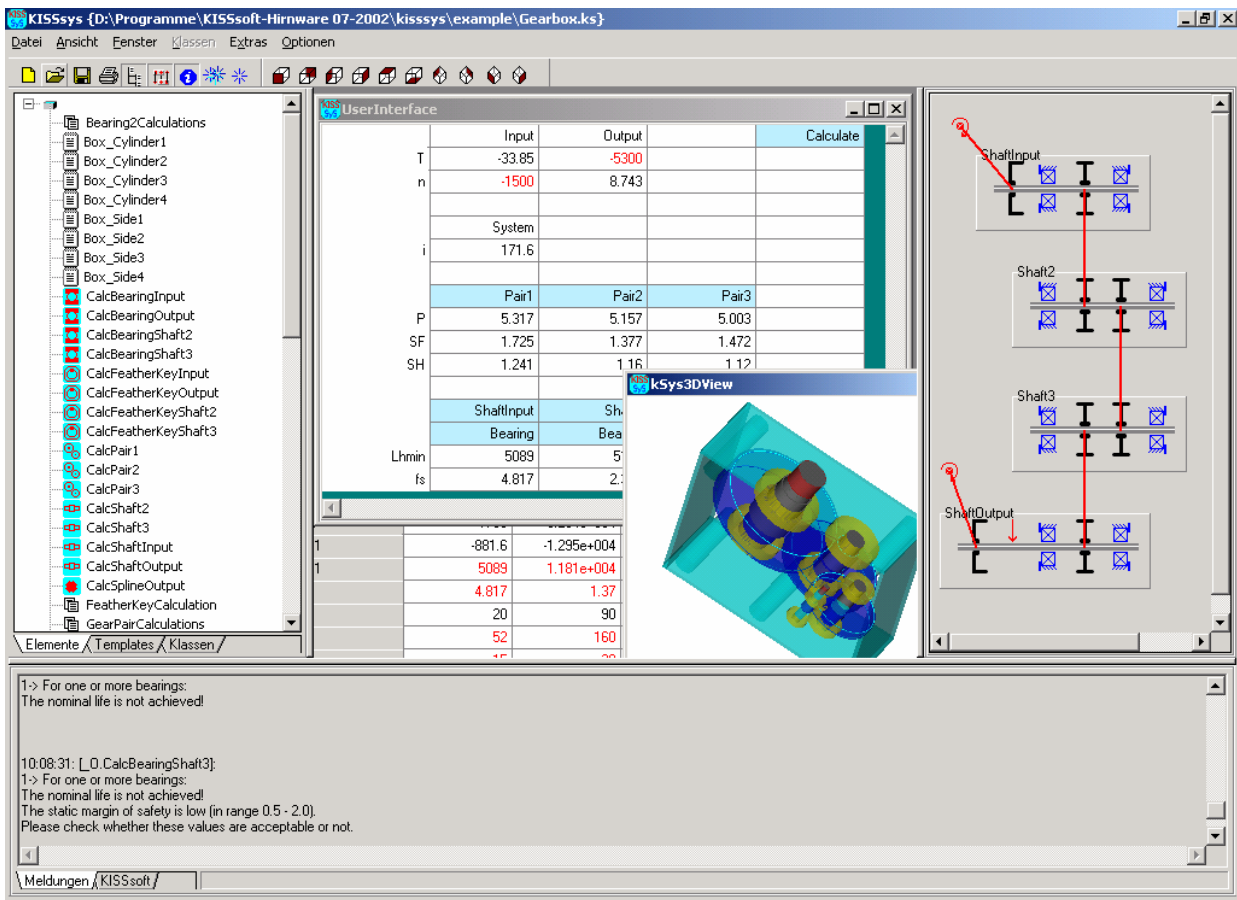 KISSsys {D:\Programme\KISSsoft-Hirnware 07-2002\kisssys\example\Gearbox.ks}
Datei Ansicht Fenster Klassen Extras Optionen
Bearing2Calculations
Box_Cylinder1
Box_Cylinder2
Box_Cylinder3
Box_Cylinder4
Box_Side1
Box_Side2
Box_Side3
Box_Side4
CalcBearingInput
CalcBearingOutput
CalcBearingShaft2
CalcBearingShaft3
CalcFeatherKeyInput
CalcFeatherKeyOutput
CalcFeatherKeyShaft2
CalcFeatherKeyShaft3
CalcPair1
CalcPair2
CalcPair3
CalcShaft2
CalcShaft3
CalcShaftInput
CalcShaftOutput
CalcSplineOutput
FeatherKeyCalculation
GearPairCalculations
Elemente Templates Klassen
UserInterface
Input Output Calculate
T -33.85 -5300
n -1500 8.743
System
i 171.6
Pair1 Pair2 Pair3
P 5.317 5.157 5.003
SF 1.725 1.377 1.472
SH 1.241 1.16 1.12
ShaftInput
Bearing
Lhmin 5089
fs 4.817
1 -881.6 -1.295e+004
1 5089 1.181e+004
4.817 1.37
20 90
52 160
kSys3DView
ShaftInput
Shaft2
Shaft3
ShaftOutput
1-> For one or more bearings:
The nominal life is not achieved!
10:08:31: [_O.CalcBearingShaft3]:
1-> For one or more bearings:
The nominal life is not achieved!
The static margin of safety is low (in range 0.5 - 2.0).
Please check whether these values are acceptable or not.
Meldungen KISSsoft